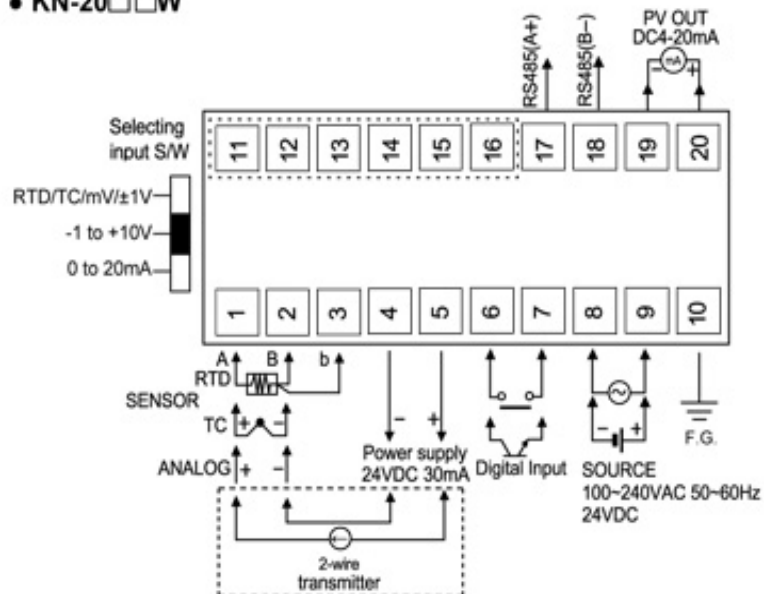 • KN-20□□W
PV OUT
DC4-20mA
RS485(A+)
RS485(B−)
− mA +
Selecting
input S/W
11 12 13 14 15 16 17 18 19 20
RTD/TC/mV/±1V
-1 to +10V
0 to 20mA
1 2 3 4 5 6 7 8 9 10
A B b
RTD
SENSOR
TC + −
− +
− +
F.G.
ANALOG + −
Power supply
24VDC 30mA
Digital Input
SOURCE
100~240VAC 50~60Hz
24VDC
2-wire
transmitter